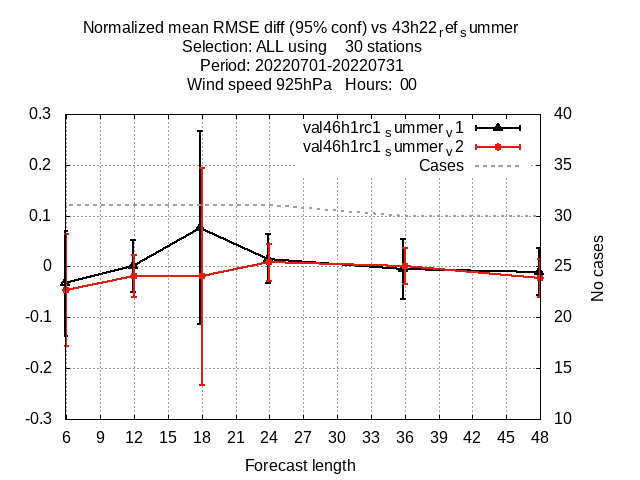 Normalized mean RMSE diff (95% conf) vs 43h22refsummer
Selection: ALL using 30 stations
Period: 20220701-20220731
Wind speed 925hPa Hours: 00
val46h1rc1summerv1
val46h1rc1summerv2
Cases
0.3
0.2
0.1
0
-0.1
-0.2
-0.3
40
35
30
25
20
15
10
No cases
6 9 12 15 18 21 24 27 30 33 36 39 42 45 48
Forecast length